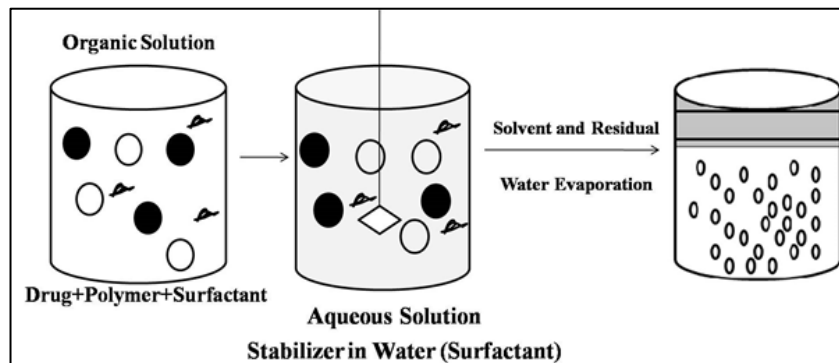 Organic Solution
Drug+Polymer+Surfactant
Aqueous Solution
Stabilizer in Water (Surfactant)
Solvent and Residual
Water Evaporation